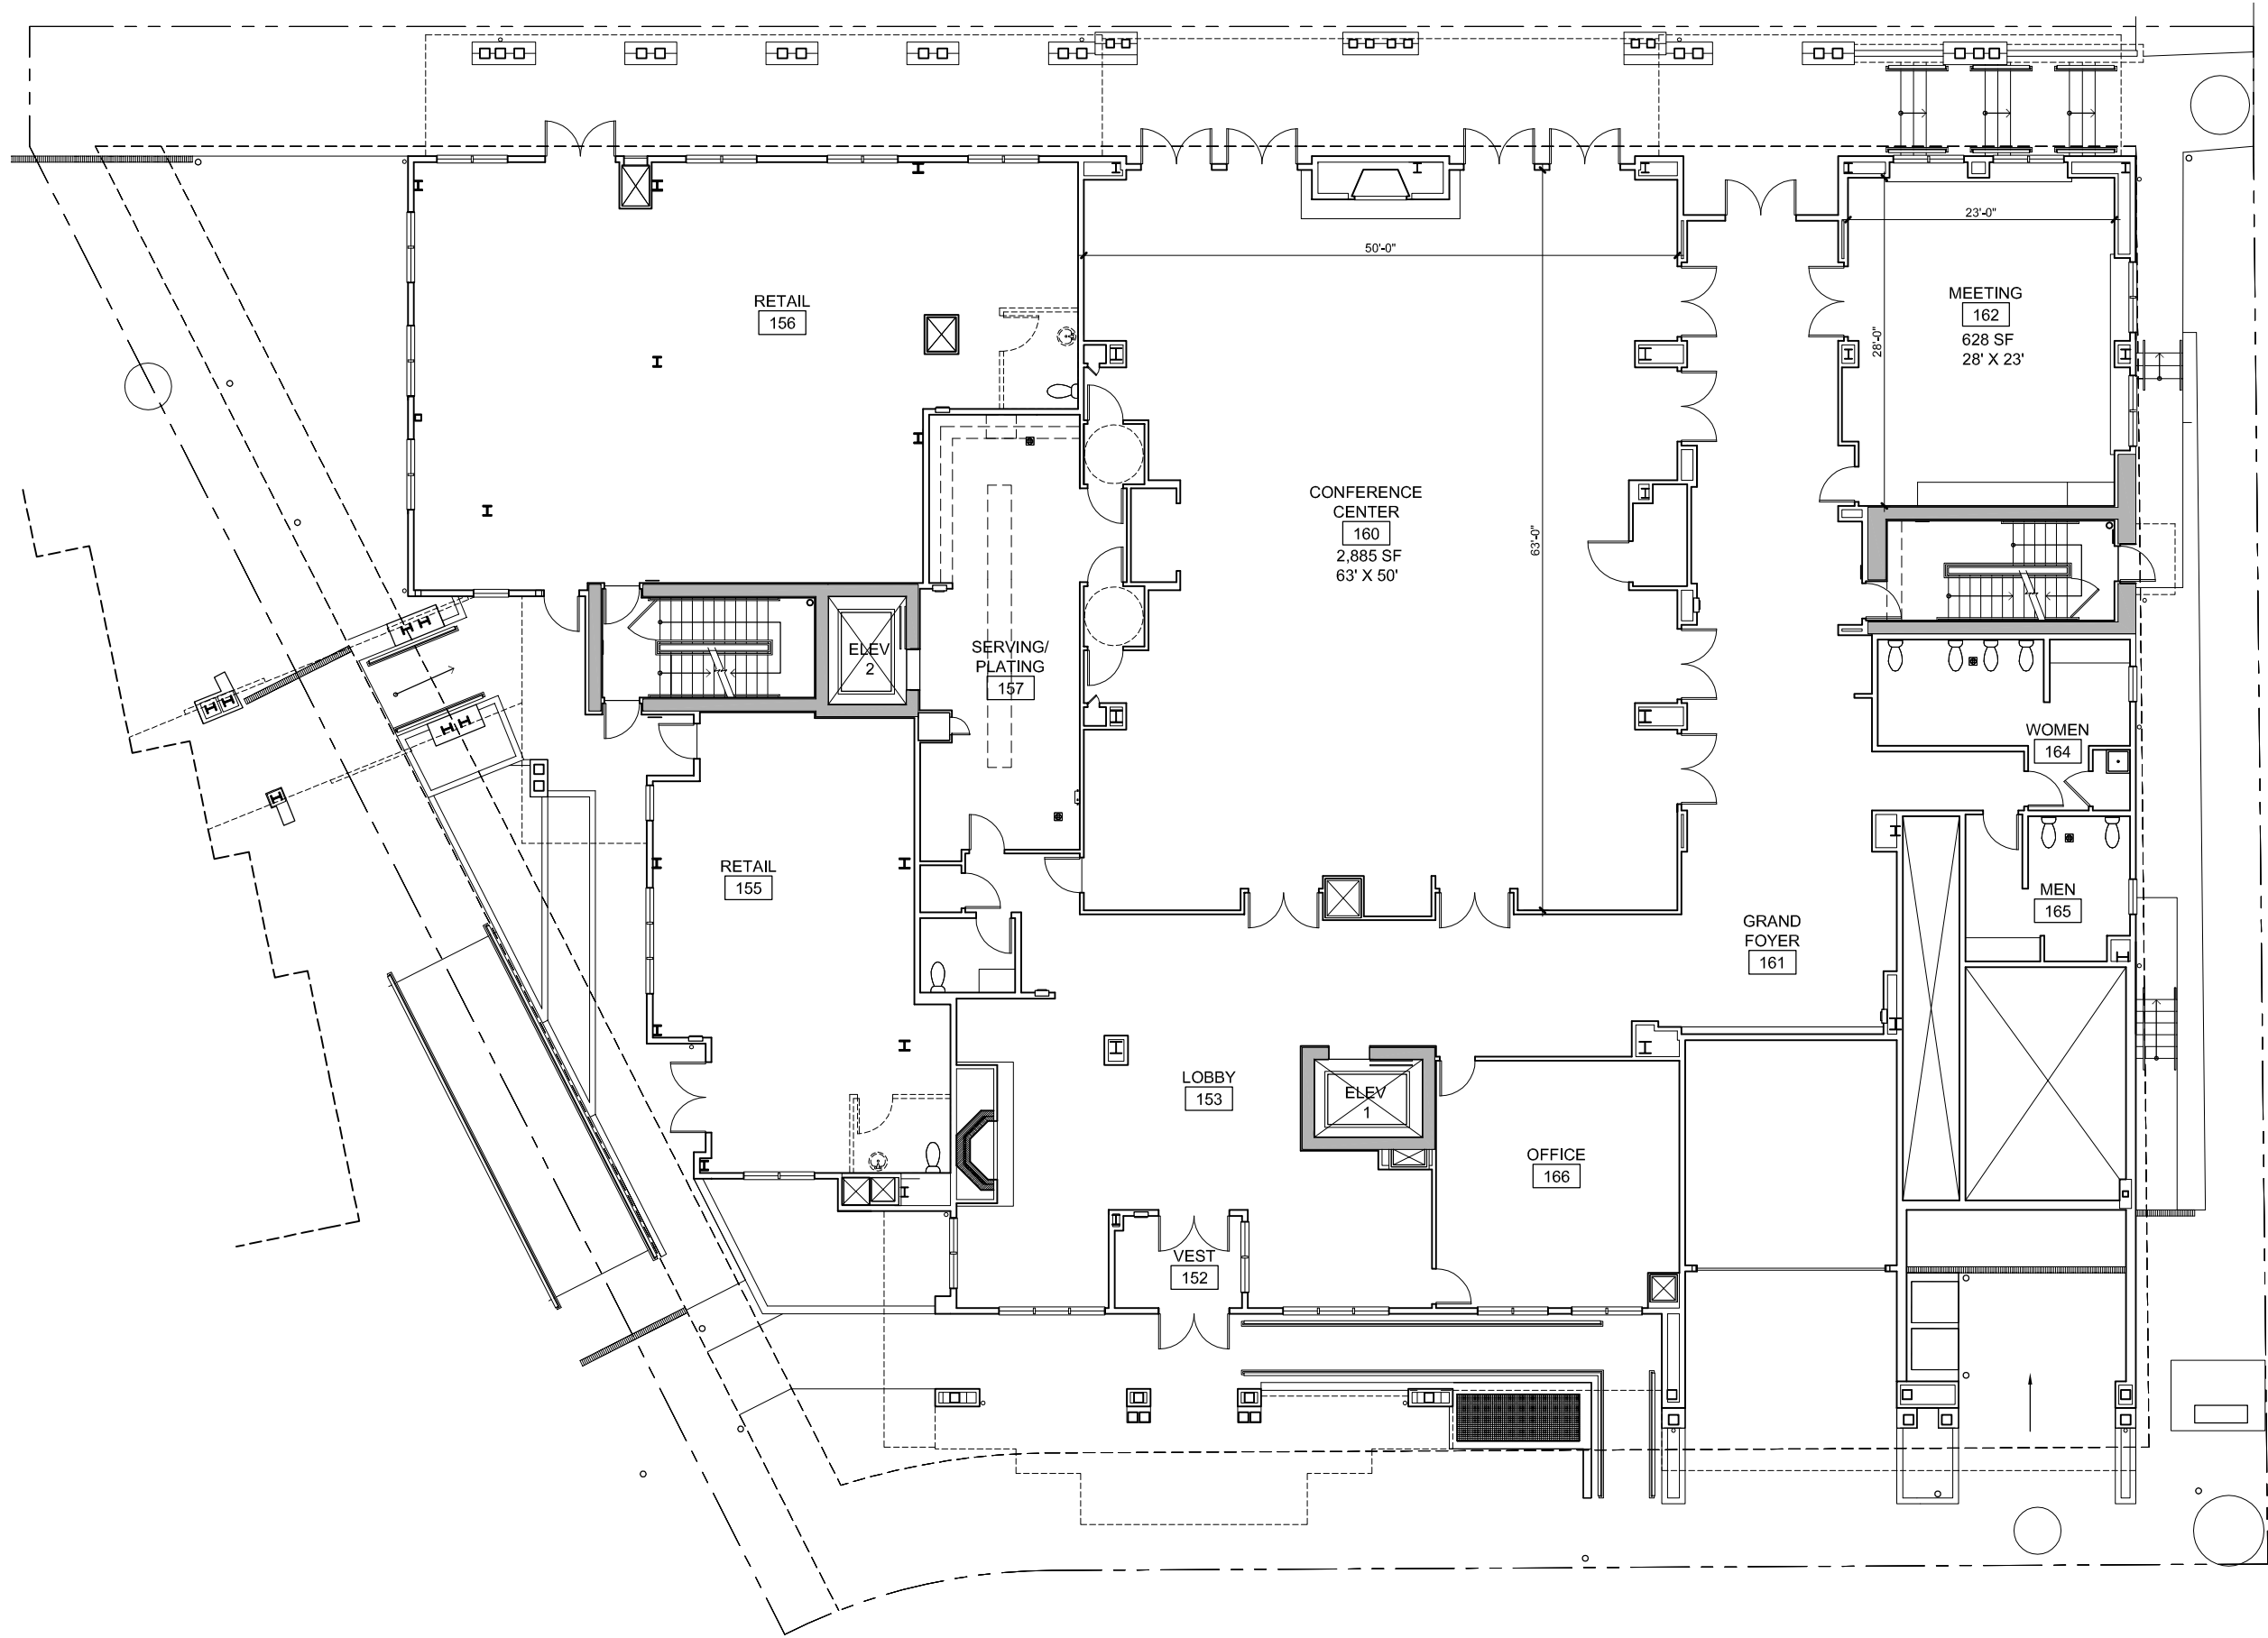 23'-0"
50'-0"
RETAIL
156
MEETING
162
628 SF
28' X 23'
28'-0"
CONFERENCE
CENTER
160
2,885 SF
63' X 50'
63'-0"
ELEV
2
SERVING/
PLATING
157
WOMEN
164
RETAIL
155
MEN
165
GRAND
FOYER
161
LOBBY
153
ELEV
1
OFFICE
166
VEST
152